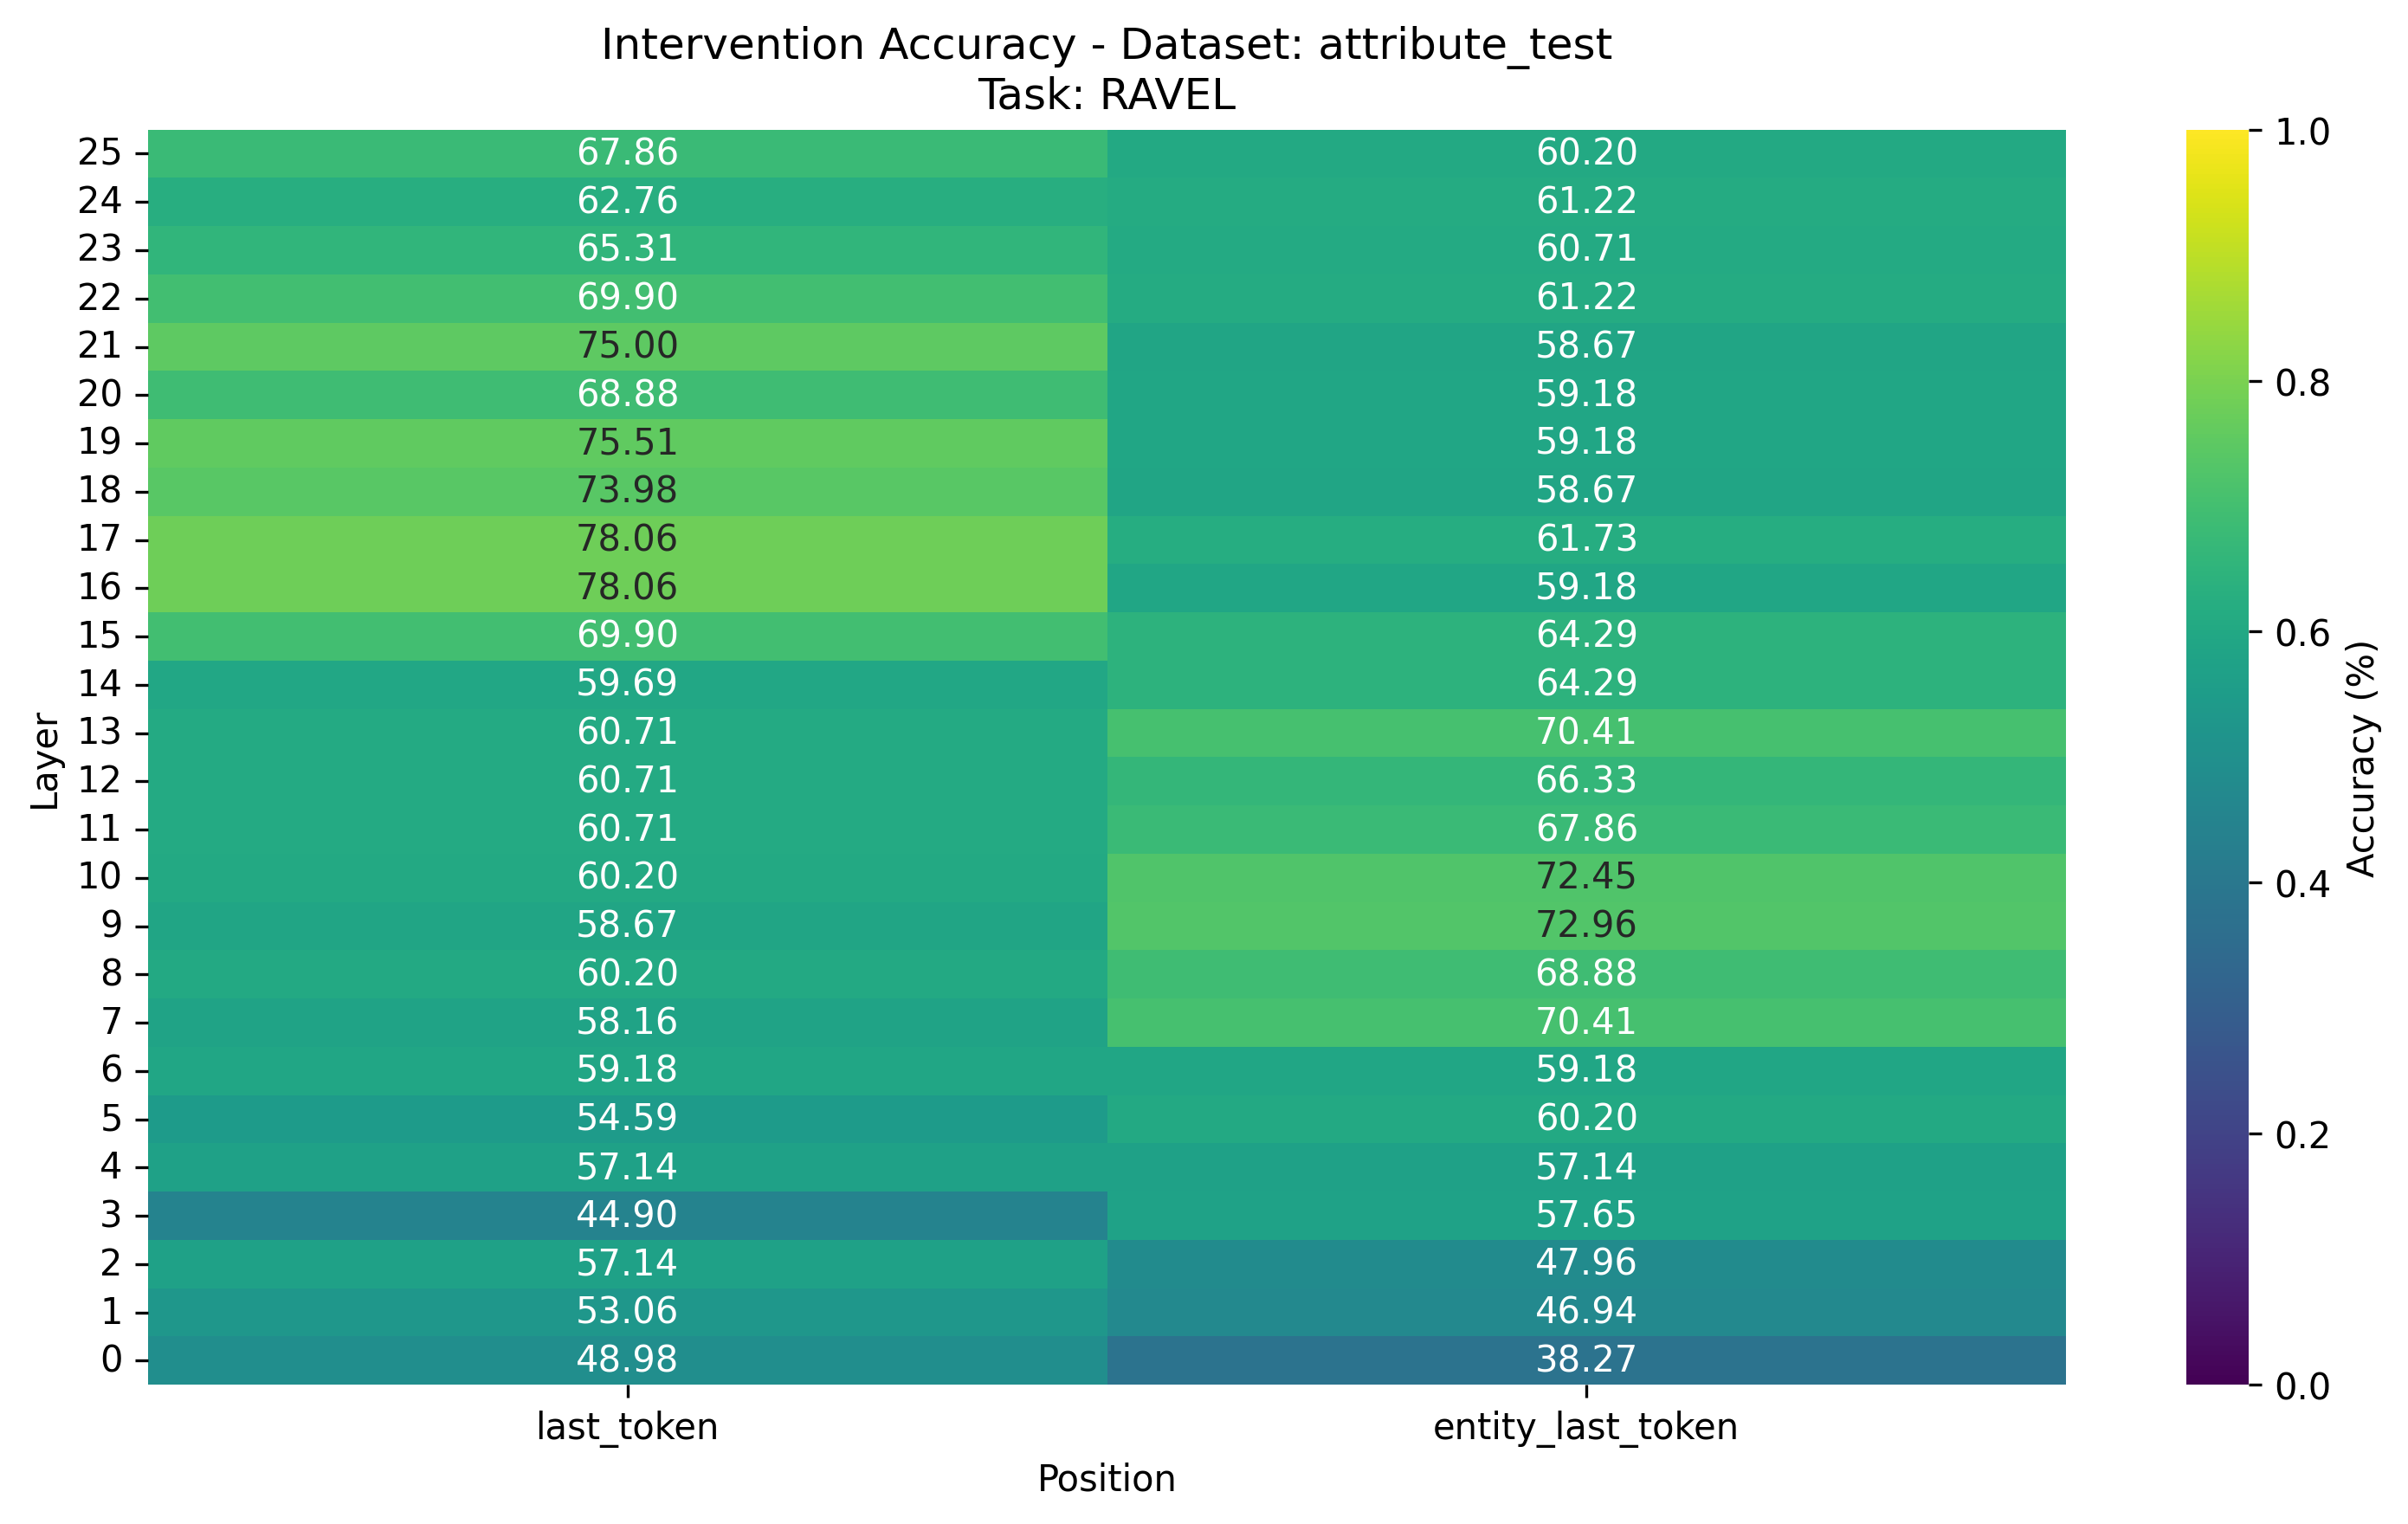 Intervention Accuracy - Dataset: attribute_test
Task: RAVEL
25 67.86 60.20
24 62.76 61.22
23 65.31 60.71
22 69.90 61.22
21 75.00 58.67
20 68.88 59.18
19 75.51 59.18
18 73.98 58.67
17 78.06 61.73
16 78.06 59.18
15 69.90 64.29
14 59.69 64.29
13 60.71 70.41
12 60.71 66.33
11 60.71 67.86
10 60.20 72.45
9 58.67 72.96
8 60.20 68.88
7 58.16 70.41
6 59.18 59.18
5 54.59 60.20
4 57.14 57.14
3 44.90 57.65
2 57.14 47.96
1 53.06 46.94
0 48.98 38.27
Layer
last_token entity_last_token
Position
1.0
0.8
0.6
0.4
0.2
0.0
Accuracy (%)